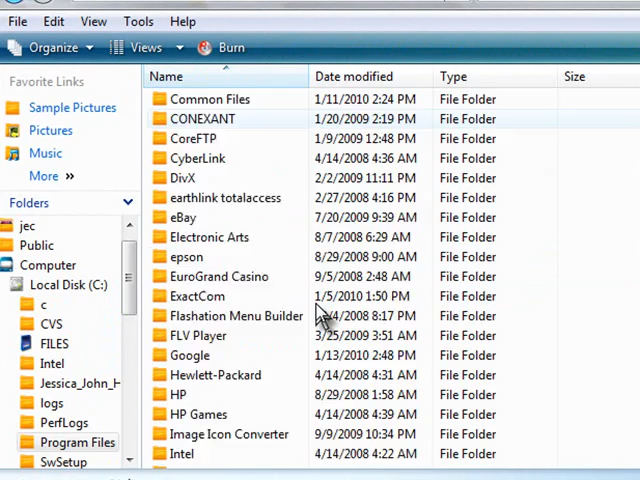 File Edit View Tools Help
Organize Views Burn
Favorite Links
Sample Pictures
Pictures
Music
More »
Folders
jec
Public
Computer
Local Disk (C:)
c
CVS
FILES
Intel
Jessica_John_H
logs
PerfLogs
Program Files
SwSetup
Name Date modified Type Size
Common Files 1/11/2010 2:24 PM File Folder
CONEXANT 1/20/2009 2:19 PM File Folder
CoreFTP 1/9/2009 12:48 PM File Folder
CyberLink 4/14/2008 4:36 AM File Folder
DivX 2/2/2009 11:11 PM File Folder
earthlink totalaccess 2/27/2008 4:16 PM File Folder
eBay 7/20/2009 9:39 AM File Folder
Electronic Arts 8/7/2008 6:29 AM File Folder
epson 8/29/2008 9:00 AM File Folder
EuroGrand Casino 9/5/2008 2:48 AM File Folder
ExactCom 1/5/2010 1:50 PM File Folder
Flashation Menu Builder 8:17 PM File Folder
FLV Player 3/25/2009 3:51 AM File Folder
Google 1/13/2010 2:48 PM File Folder
Hewlett-Packard 4/14/2008 4:31 AM File Folder
HP 8/29/2008 1:58 AM File Folder
HP Games 4/14/2008 4:39 AM File Folder
Image Icon Converter 9/9/2009 10:34 PM File Folder
Intel 4/14/2008 4:22 AM File Folder